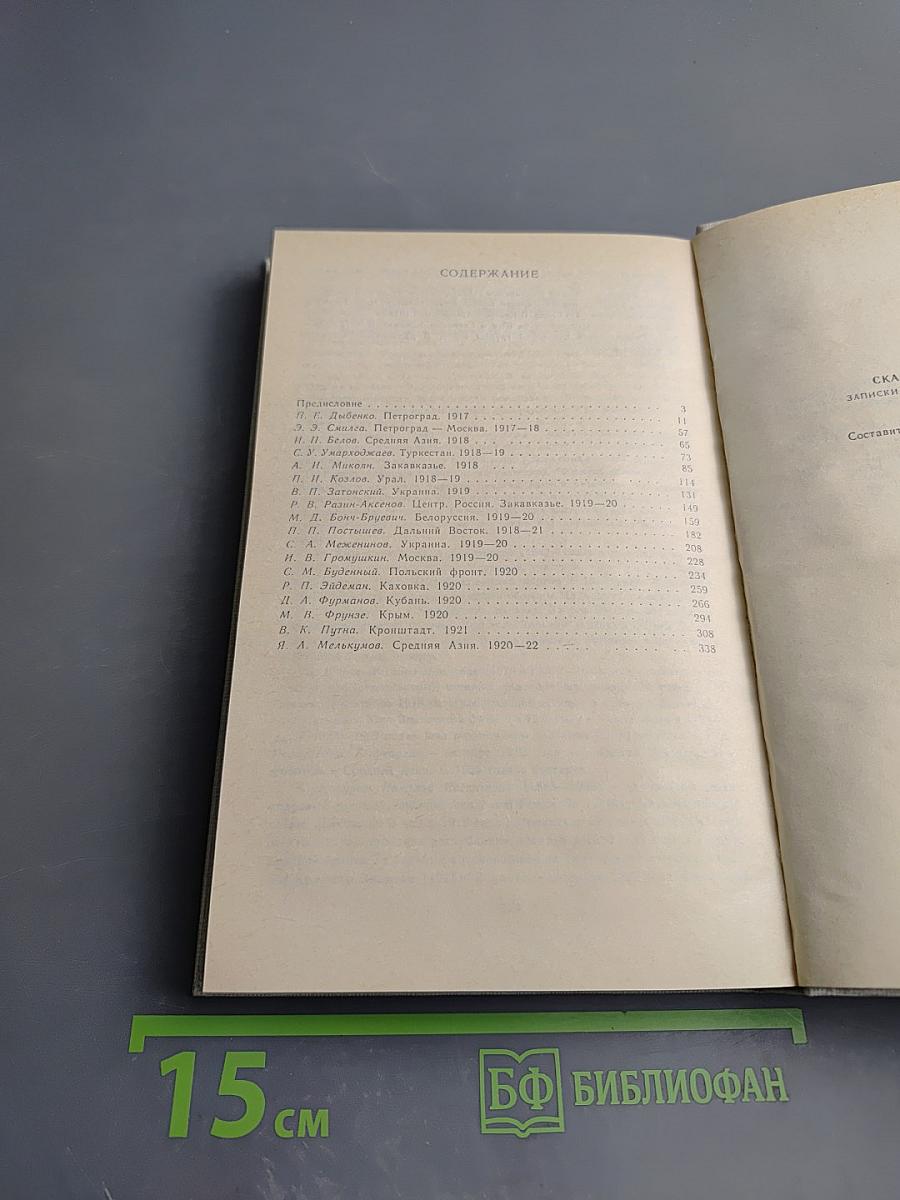 СОДЕРЖАНИЕ
Предисловие . . . . . . . . . . . . . . . . . . . . . . . . . . . . . . 3
П. Е. Дыбенко. Петроград. 1917 . . . . . . . . . . . . . . . . . . . . 11
Э. Э. Смилга. Петроград — Москва. 1917—18 . . . . . . . . . . . . . . 57
И. П. Белов. Средняя Азия. 1918 . . . . . . . . . . . . . . . . . . . . 65
С. У. Умарходжаев. Туркестан. 1918—19 . . . . . . . . . . . . . . . . 73
А. И. Микоян. Закавказье. 1918 . . . 85
П. И. Козлов. Урал. 1918—19 . . . . . . . . . . . . . . . . . . . . . 114
В. П. Затонский. Украина. 1919 . . . . . . . . . . . . . . . . . . . . 131
Р. В. Разин-Аксенов. Центр. Россия. Закавказье. 1919—20 . . . . . . . 149
М. Д. Бонч-Бруевич. Белоруссия. 1919—20 . . . . . . . . . . . . . . . 159
П. П. Постышев. Дальний Восток. 1918—21 . . . . . . . . . . . . . . . 182
С. А. Меженинов. Украина. 1919—20 . . . . . . . . . . . . . . . . . . 208
И. В. Громушкин. Москва. 1919—20 . . . . . . . . . . . . . . . . . . 228
С. М. Буденный. Польский фронт. 1920 . . . . . . . . . . . . . . . . . 234
Р. П. Эйдеман. Каховка. 1920 . . . . . . . . . . . . . . . . . . . . . 259
Д. А. Фурманов. Кубань. 1920 . . . . . . . . . . . . . . . . . . . . . 266
М. В. Фрунзе. Крым. 1920 . . . . . . . . . . . . . . . . . . . . . . . 294
В. К. Путна. Кронштадт. 1921 . . . . . . . . . . . . . . . . . . . . . 308
Я. А. Мелькумов. Средняя Азия. 1920—22 . . . . . . . . . . . . . . . . 338
СКА
ЗАПИСКИ
Составит
15 см
БФ БИБЛИОФАН